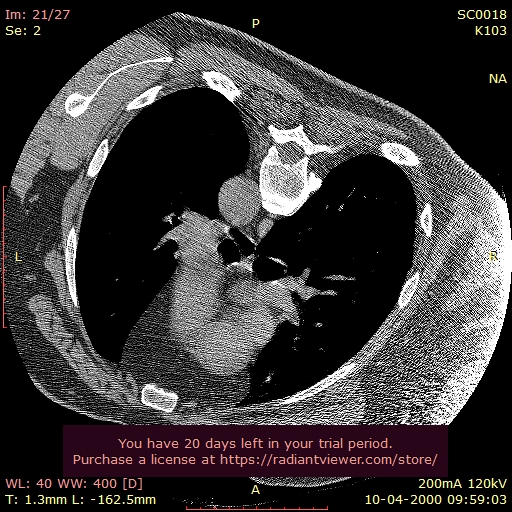 Im: 21/27
Se: 2
P
SC0018
K103
NA
L
R
You have 20 days left in your trial period.
Purchase a license at https://radiantviewer.com/store/
WL: 40 WW: 400 [D]
T: 1.3mm L: -162.5mm
A
200mA 120kV
10-04-2000 09:59:03